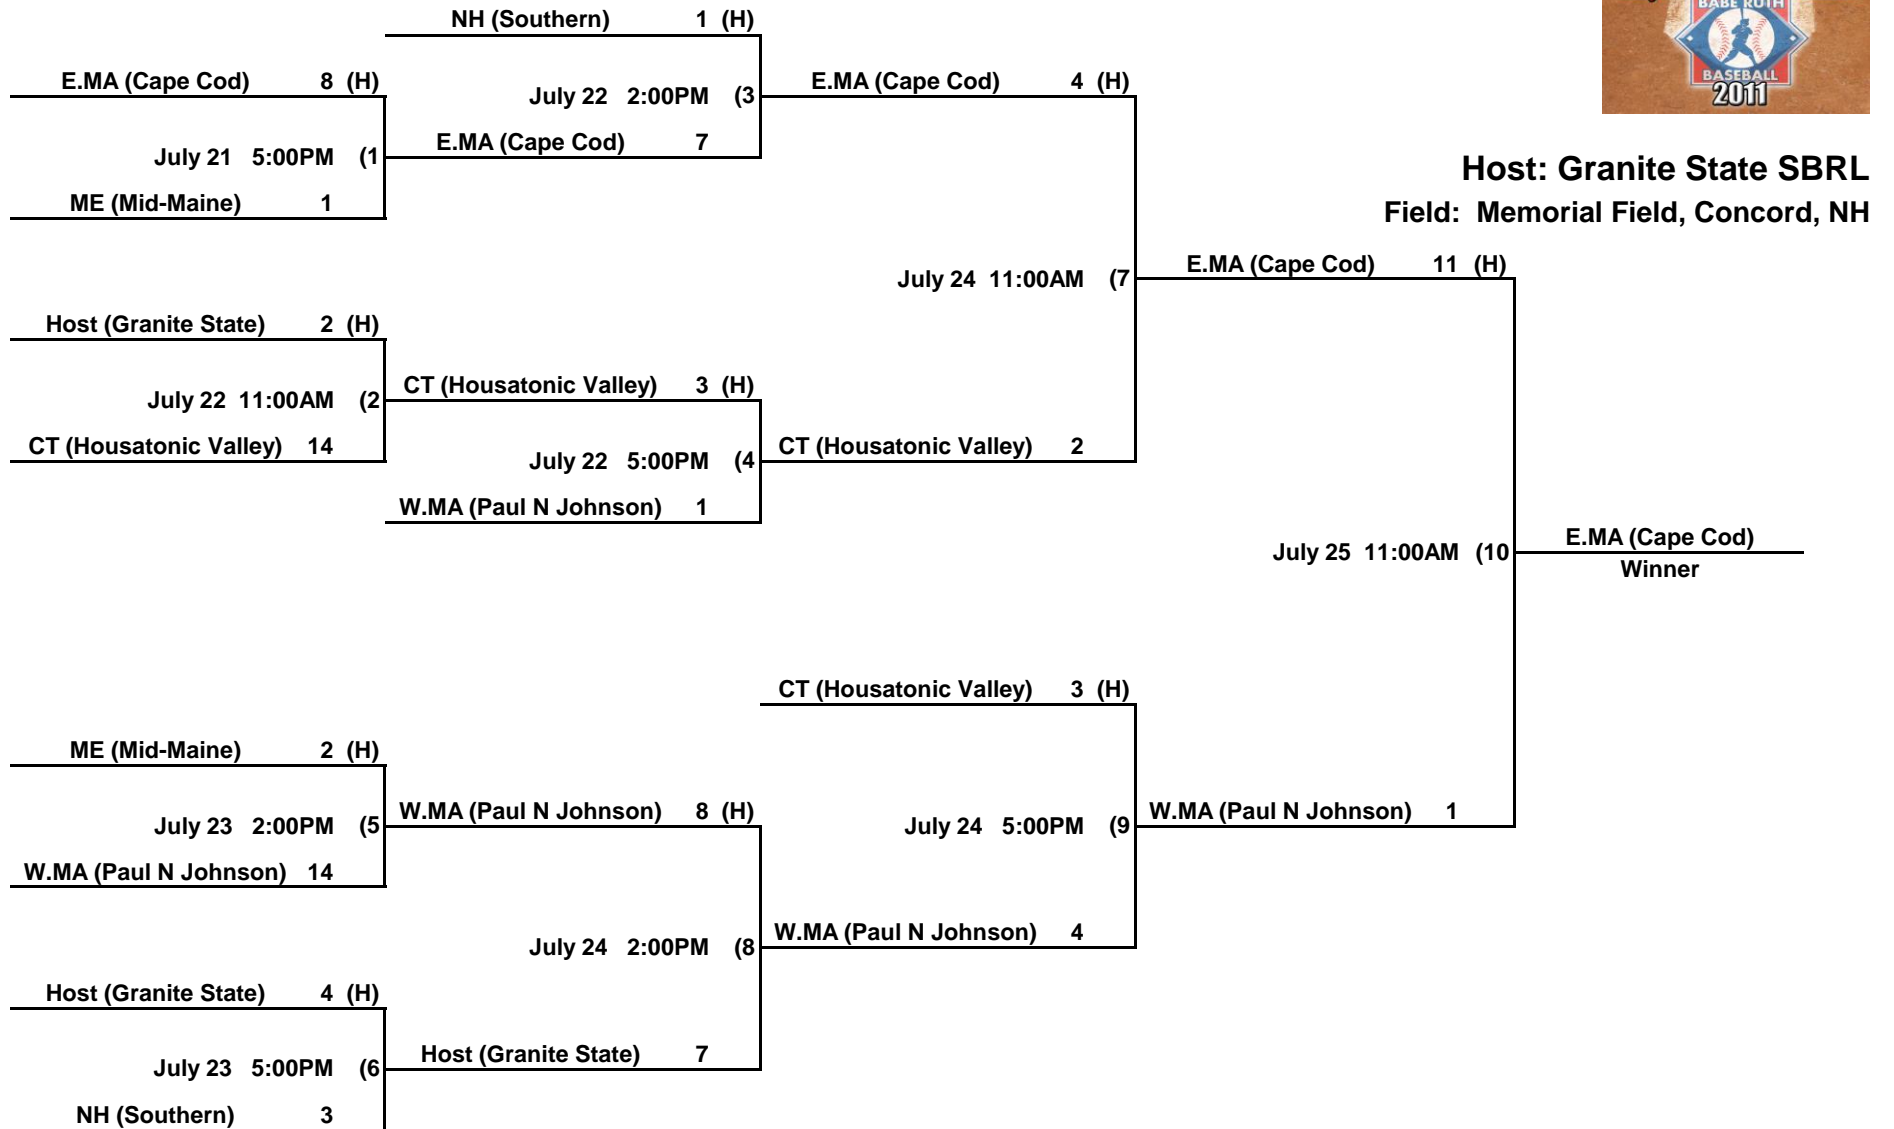 NH (Southern) 1 (H)
E.MA (Cape Cod) 8 (H)
July 22 2:00PM (3
E.MA (Cape Cod) 4 (H)
E.MA (Cape Cod) 7
July 21 5:00PM (1
ME (Mid-Maine) 1
BABE RUTH
BASEBALL
2011
Host: Granite State SBRL
Field: Memorial Field, Concord, NH
July 24 11:00AM (7
E.MA (Cape Cod) 11 (H)
Host (Granite State) 2 (H)
July 22 11:00AM (2
CT (Housatonic Valley) 3 (H)
CT (Housatonic Valley) 14
July 22 5:00PM (4
CT (Housatonic Valley) 2
W.MA (Paul N Johnson) 1
July 25 11:00AM (10
E.MA (Cape Cod)
Winner
CT (Housatonic Valley) 3 (H)
ME (Mid-Maine) 2 (H)
July 23 2:00PM (5
W.MA (Paul N Johnson) 8 (H)
July 24 5:00PM (9
W.MA (Paul N Johnson) 1
W.MA (Paul N Johnson) 14
July 24 2:00PM (8
W.MA (Paul N Johnson) 4
Host (Granite State) 4 (H)
July 23 5:00PM (6
Host (Granite State) 7
NH (Southern) 3